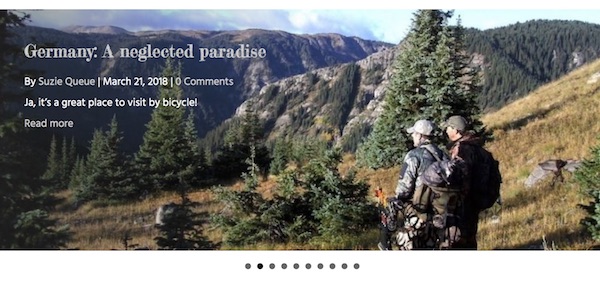 Germany: A neglected paradise
By Suzie Queue | March 21, 2018 | 0 Comments
Ja, it's a great place to visit by bicycle!
Read more